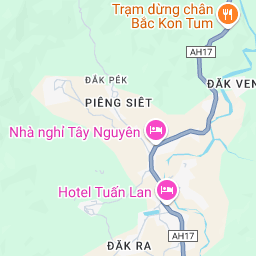 Trạm dừng chân
Bắc Kon Tum
AH17
ĐẮK PÉK
ĐĂK VEN
PIÊNG SIÊT
Nhà nghỉ Tây Nguyên
Hotel Tuấn Lan
AH17
ĐĂK RA